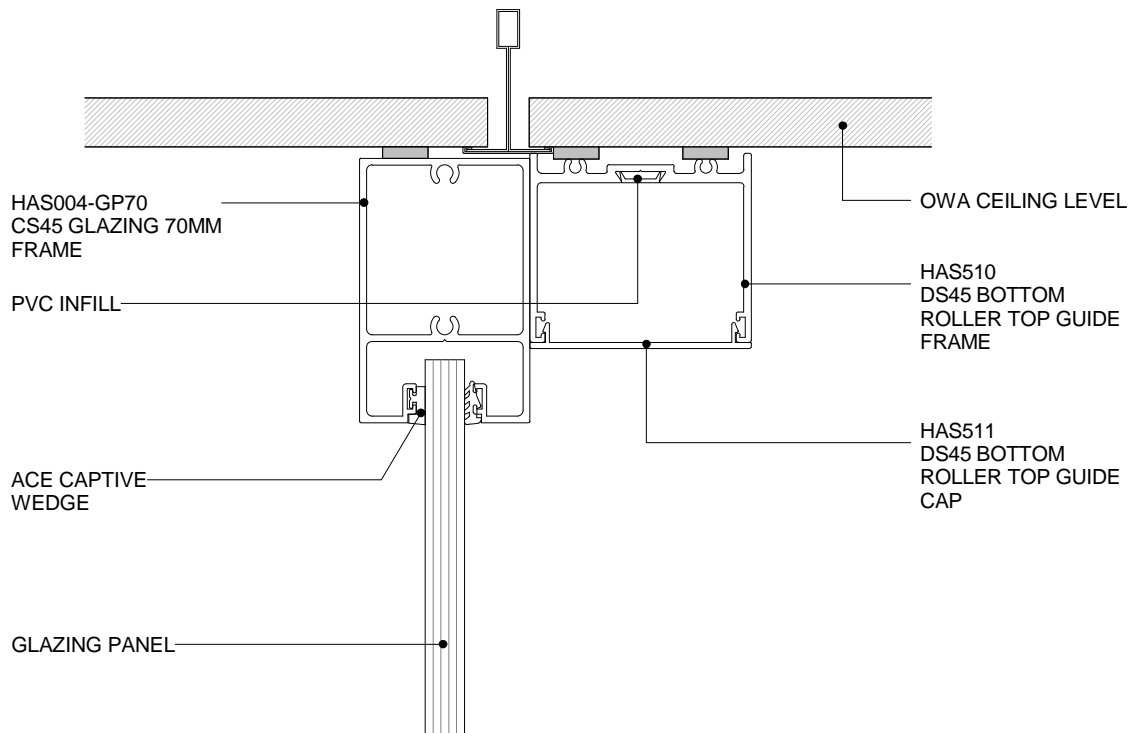 HAS004-GP70
CS45 GLAZING 70MM
FRAME
PVC INFILL
ACE CAPTIVE
WEDGE
GLAZING PANEL
OWA CEILING LEVEL
HAS510
DS45 BOTTOM
ROLLER TOP GUIDE
FRAME
HAS511
DS45 BOTTOM
ROLLER TOP GUIDE
CAP